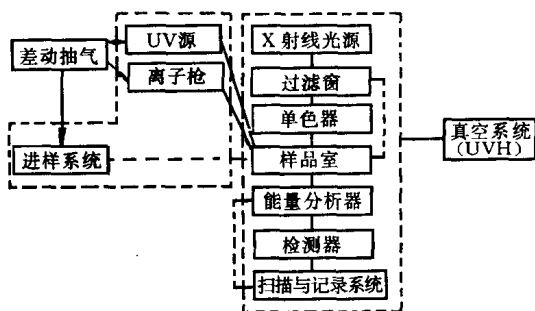 UV源
X射线光源
差动抽气
离子枪
过滤窗
单色器
真空系统
(UVH)
进样系统
样品室
能量分析器
检测器
扫描与记录系统